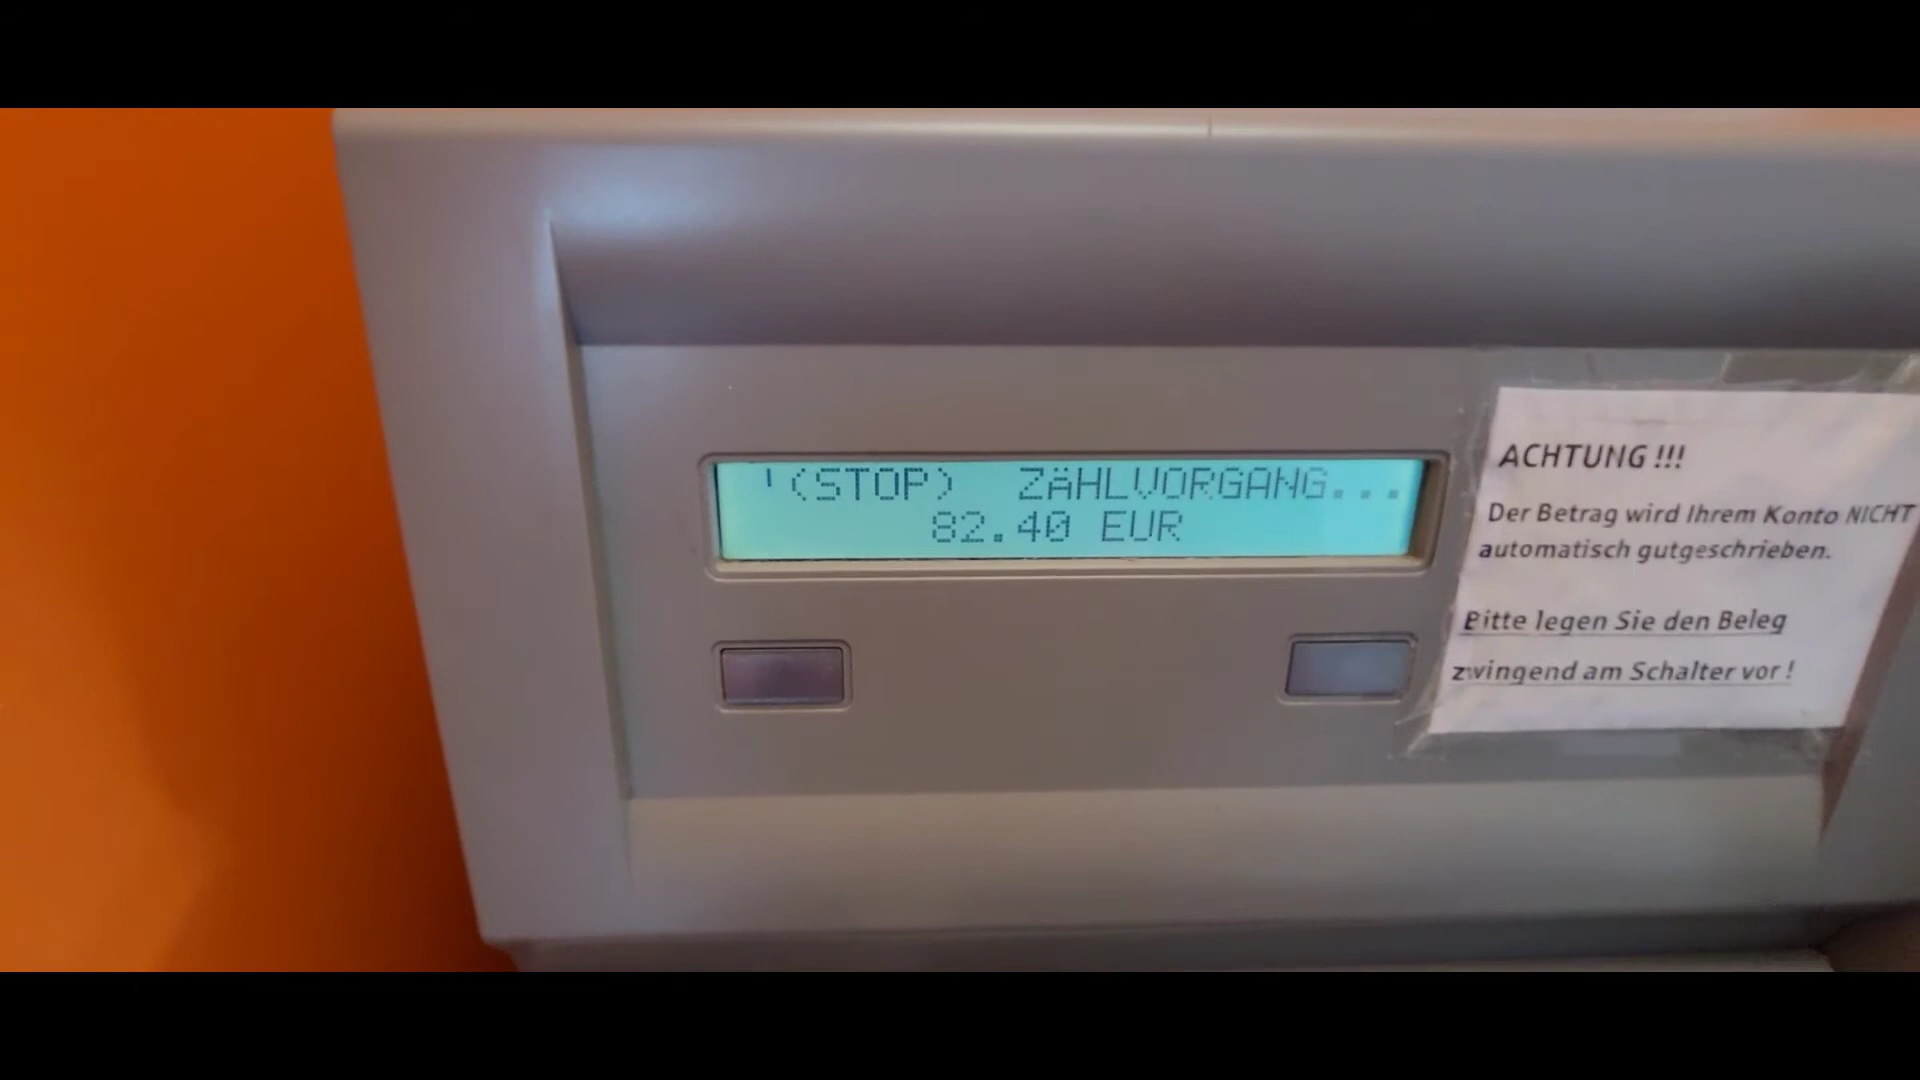 (STOP) ZÄHLVORGANG...
82.40 EUR
ACHTUNG !!!
Der Betrag wird Ihrem Konto NICHT
automatisch gutgeschrieben.
Bitte legen Sie den Beleg
zwingend am Schalter vor !